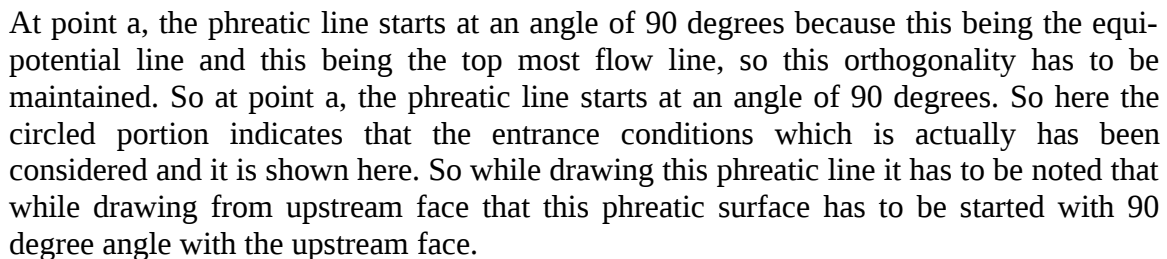 At point a, the phreatic line starts at an angle of 90 degrees because this being the equi-
potential line and this being the top most flow line, so this orthogonality has to be
maintained. So at point a, the phreatic line starts at an angle of 90 degrees. So here the
circled portion indicates that the entrance conditions which is actually has been
considered and it is shown here. So while drawing this phreatic line it has to be noted that
while drawing from upstream face that this phreatic surface has to be started with 90
degree angle with the upstream face.